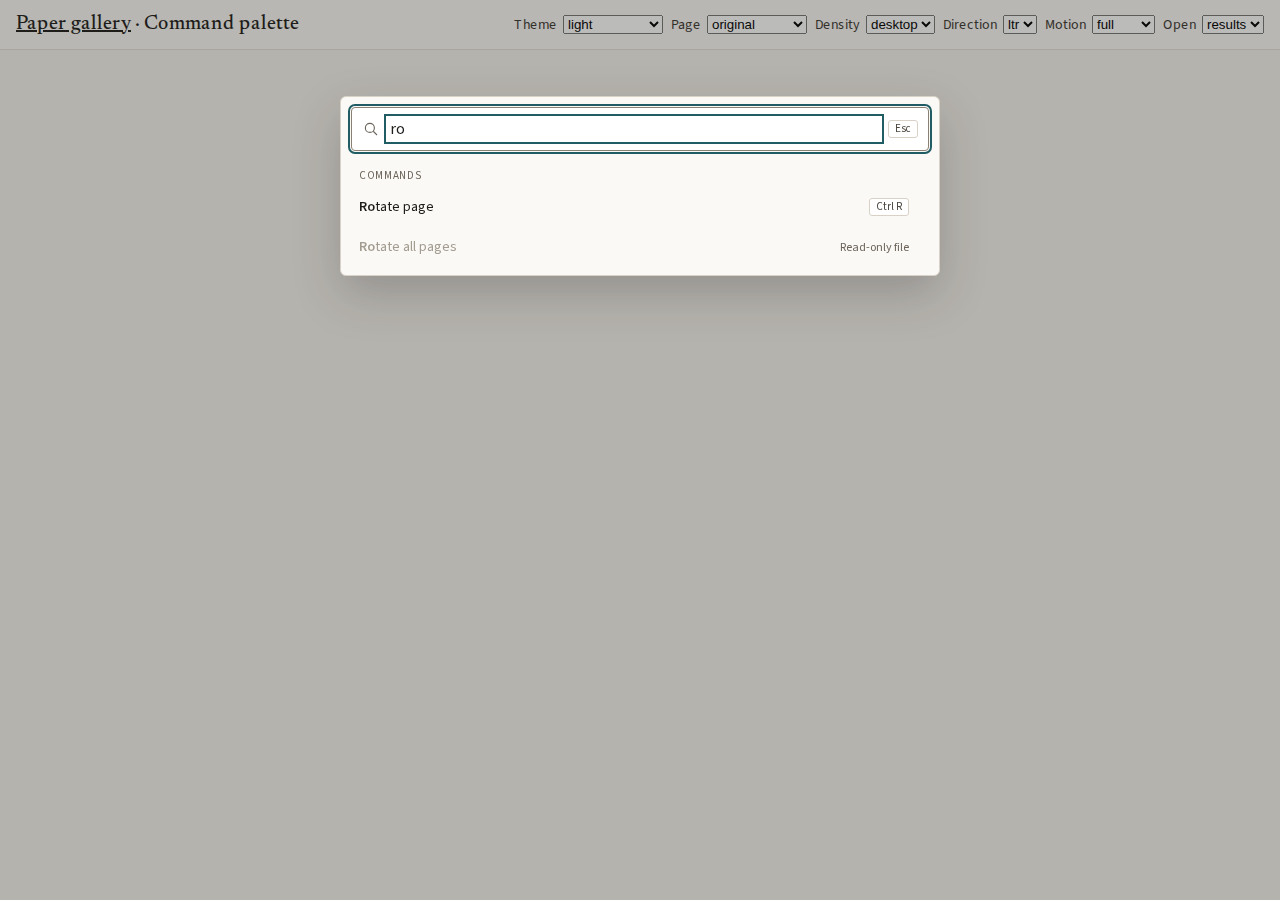 Paper gallery · Command palette Theme light Page original Density desktop Direction ltr Motion full Open results
ro Esc
COMMANDS
Rotate page Ctrl R
Rotate all pages Read-only file